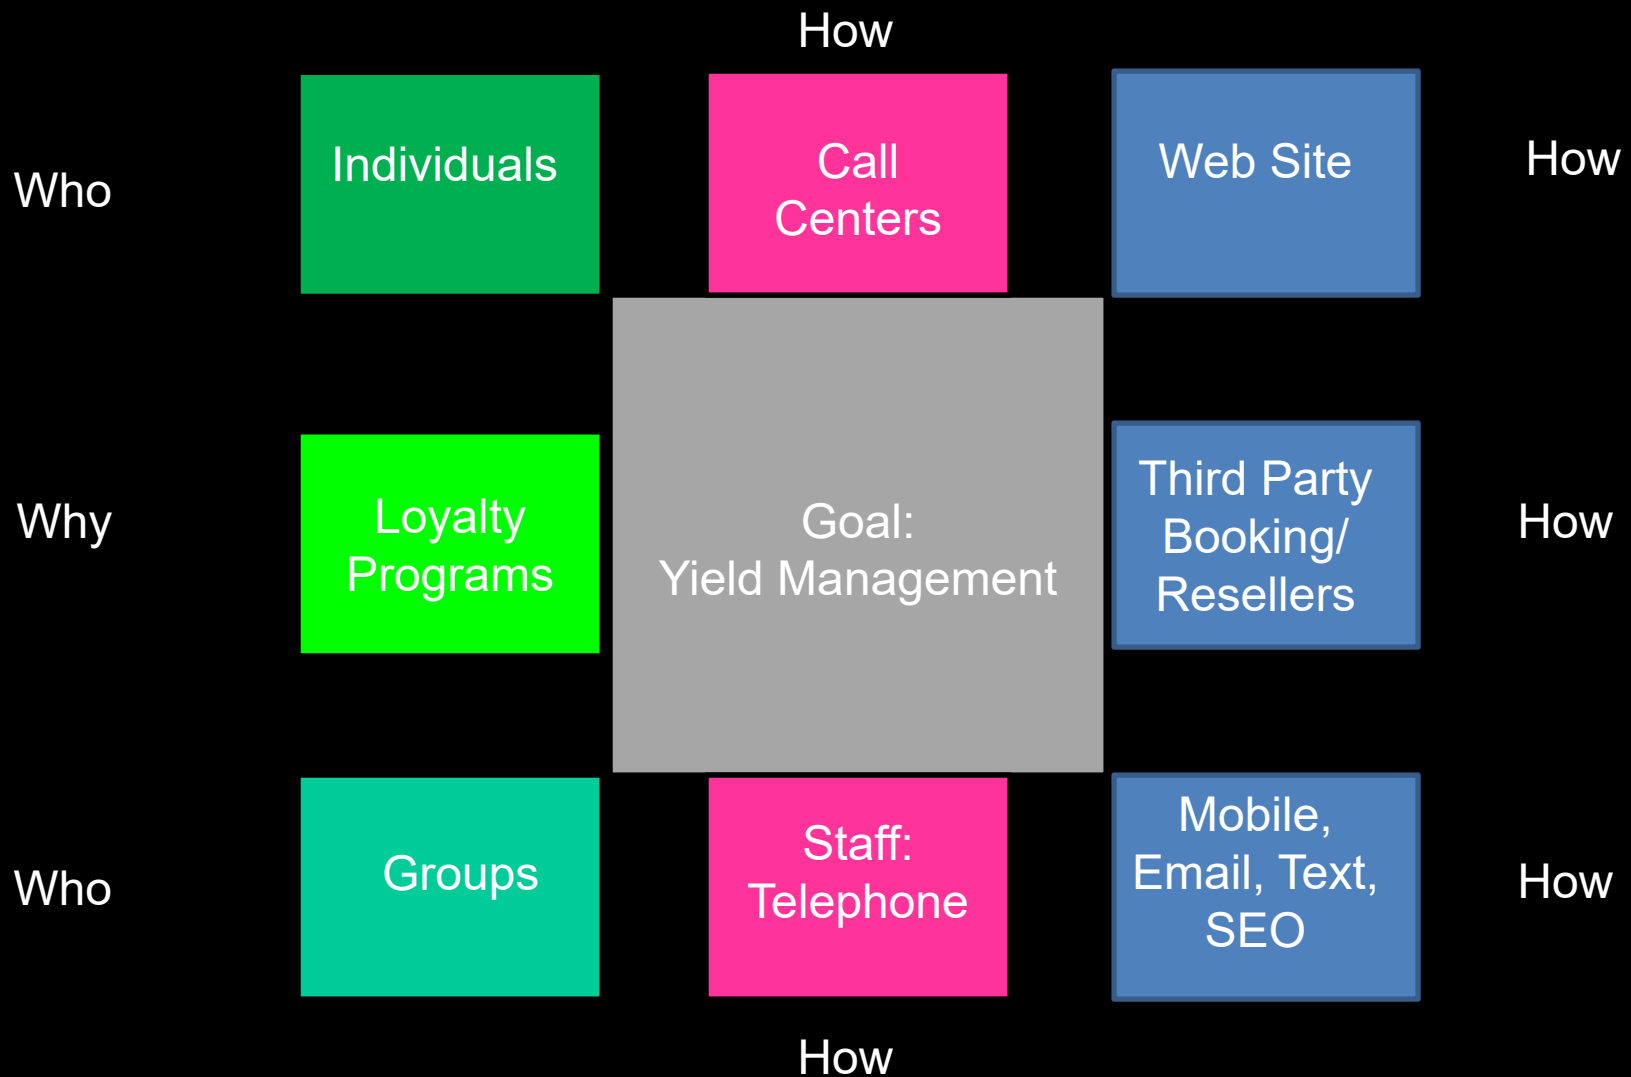 How
Who
Individuals
Call
Centers
Web Site
How
Why
Loyalty
Programs
Goal:
Yield Management
Third Party
Booking/
Resellers
How
Who
Groups
Staff:
Telephone
Mobile,
Email, Text,
SEO
How
How